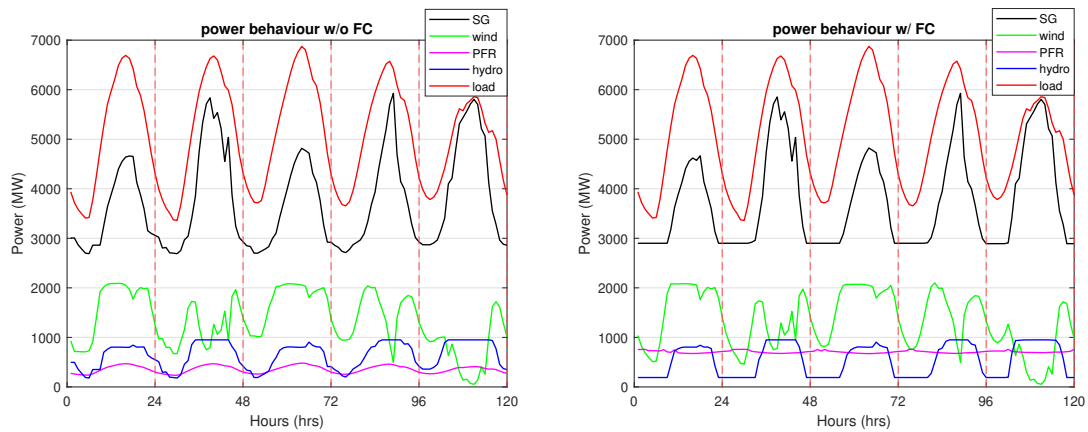 power behaviour w/o FC
SG
wind
PFR
hydro
load
7000
6000
5000
4000
3000
2000
1000
0
Power (MW)
0 24 48 72 96 120
Hours (hrs)
power behaviour w/ FC
SG
wind
PFR
hydro
load
7000
6000
5000
4000
3000
2000
1000
0
Power (MW)
0 24 48 72 96 120
Hours (hrs)